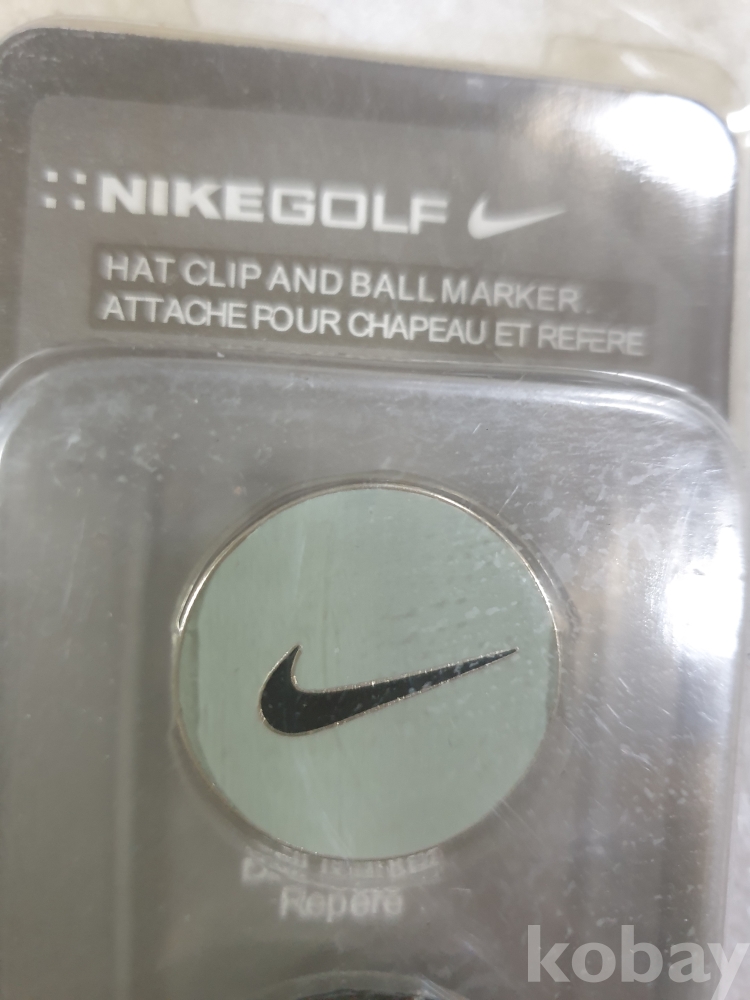 NIKEGOLF
HAT CLIP AND BALL MARKER
ATTACHE POUR CHAPEAU ET REFERE
Repere
kobay